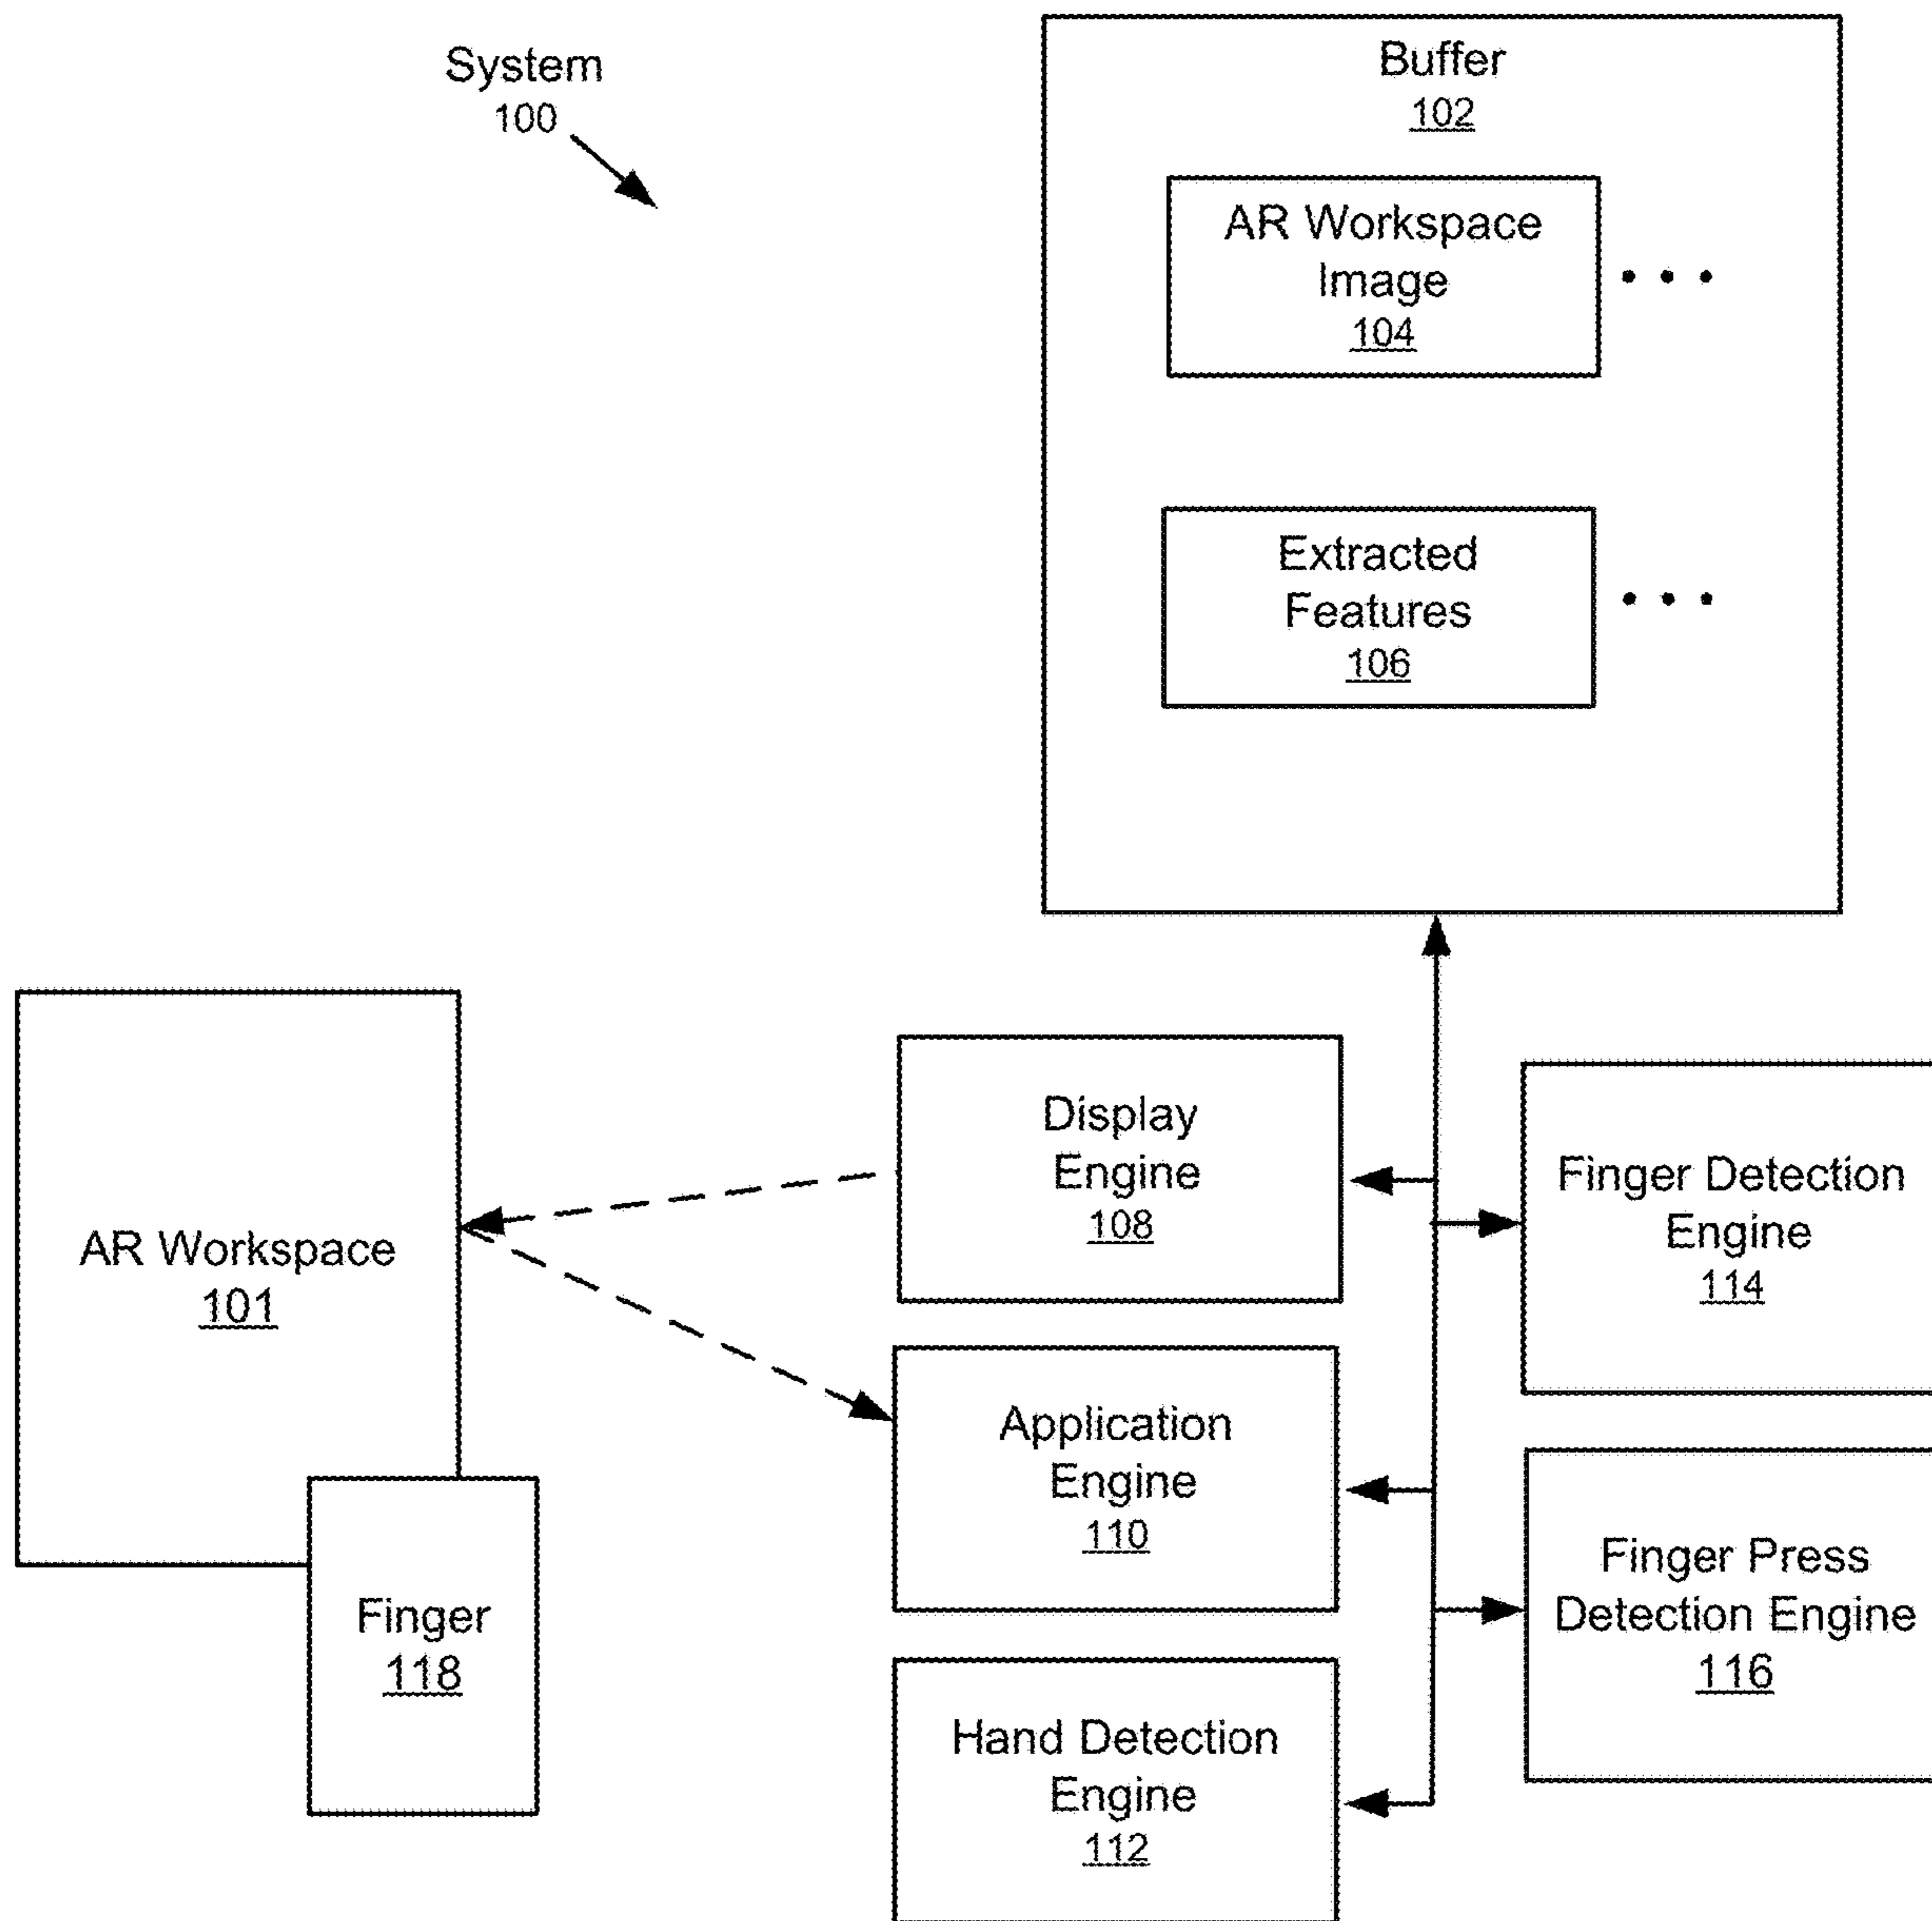 System
100
Buffer
102
AR Workspace
Image
104
Extracted
Features
106
AR Workspace
101
Finger
118
Display
Engine
108
Application
Engine
110
Hand Detection
Engine
112
Finger Detection
Engine
114
Finger Press
Detection Engine
116